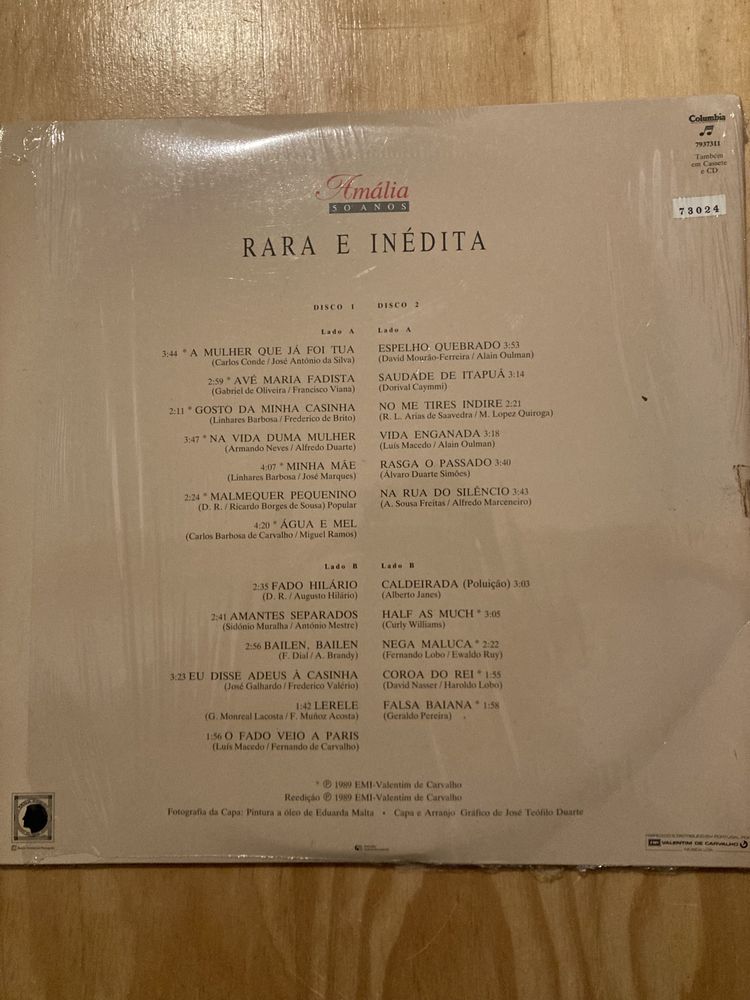 Columbia
7937311
Também
em Cassete
e CD
73024
Amália
50 ANOS
RARA E INÉDITA
DISCO 1
Lado A
3:44 * A MULHER QUE JÁ FOI TUA
(Carlos Conde / José António da Silva)
2:59 * AVÉ MARIA FADISTA
(Gabriel de Oliveira / Francisco Viana)
2:11 * GOSTO DA MINHA CASINHA
(Linhares Barbosa / Frederico de Brito)
3:47 * NA VIDA DUMA MULHER
(Armando Neves / Alfredo Duarte)
4:07 * MINHA MÃE
(Linhares Barbosa / José Marques)
2:24 * MALMEQUER PEQUENINO
(D. R. / Ricardo Borges de Sousa) Popular
4:20 * ÁGUA E MEL
(Carlos Barbosa de Carvalho / Miguel Ramos)
Lado B
2:35 FADO HILÁRIO
(D. R. / Augusto Hilário)
2:41 AMANTES SEPARADOS
(Sidónio Muralha / António Mestre)
2:56 BAILEN, BAILEN
(F. Dial / A. Brandy)
3:23 EU DISSE ADEUS À CASINHA
(José Galhardo / Frederico Valério)
1:42 LERELE
(G. Monreal Lacosta / F. Muñoz Acosta)
1:56 O FADO VEIO A PARIS
(Luís Macedo / Fernando de Carvalho)
DISCO 2
Lado A
ESPELHO QUEBRADO 3:53
(David Mourão-Ferreira / Alain Oulman)
SAUDADE DE ITAPUÃ 3:14
(Dorival Caymmi)
NO ME TIRES INDIRE 2:21
(R. L. Arias de Saavedra / M. Lopez Quiroga)
VIDA ENGANADA 3:18
(Luís Macedo / Alain Oulman)
RASGA O PASSADO 3:40
(Álvaro Duarte Simões)
NA RUA DO SILÊNCIO 3:43
(A. Sousa Freitas / Alfredo Marceneiro)
Lado B
CALDEIRADA (Poluição) 3:03
(Alberto Janes)
HALF AS MUCH * 3:05
(Curly Williams)
NEGA MALUCA * 2:22
(Fernando Lobo / Ewaldo Ruy)
COROA DO REI * 1:55
(David Nasser / Haroldo Lobo)
FALSA BAIANA * 1:58
(Geraldo Pereira)
* ℗ 1989 EMI-Valentim de Carvalho
Reedição ℗ 1989 EMI-Valentim de Carvalho
Fotografia da Capa: Pintura a óleo de Eduarda Malta • Capa e Arranjo Gráfico de José Teófilo Duarte
EMI VALENTIM DE CARVALHO